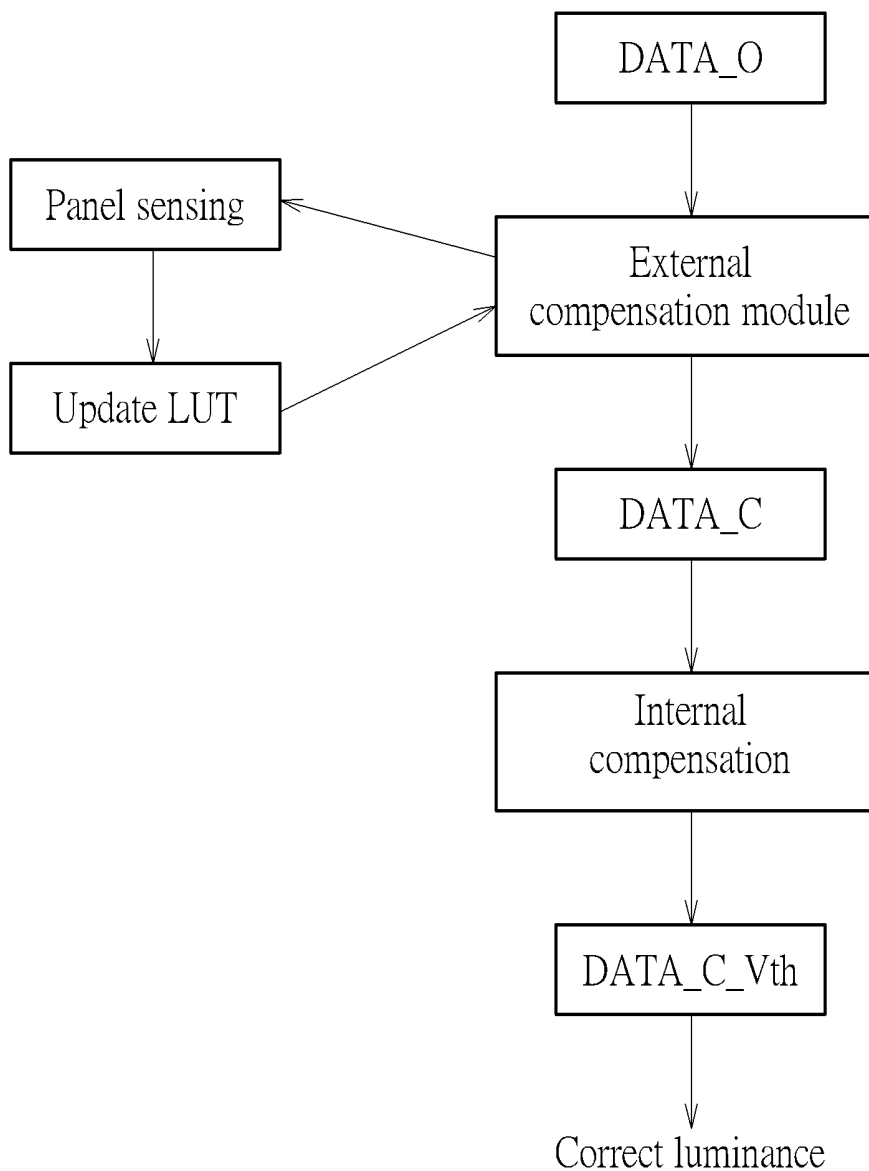 DATA_O
Panel sensing
External
compensation module
Update LUT
DATA_C
Internal
compensation
DATA_C_Vth
Correct luminance